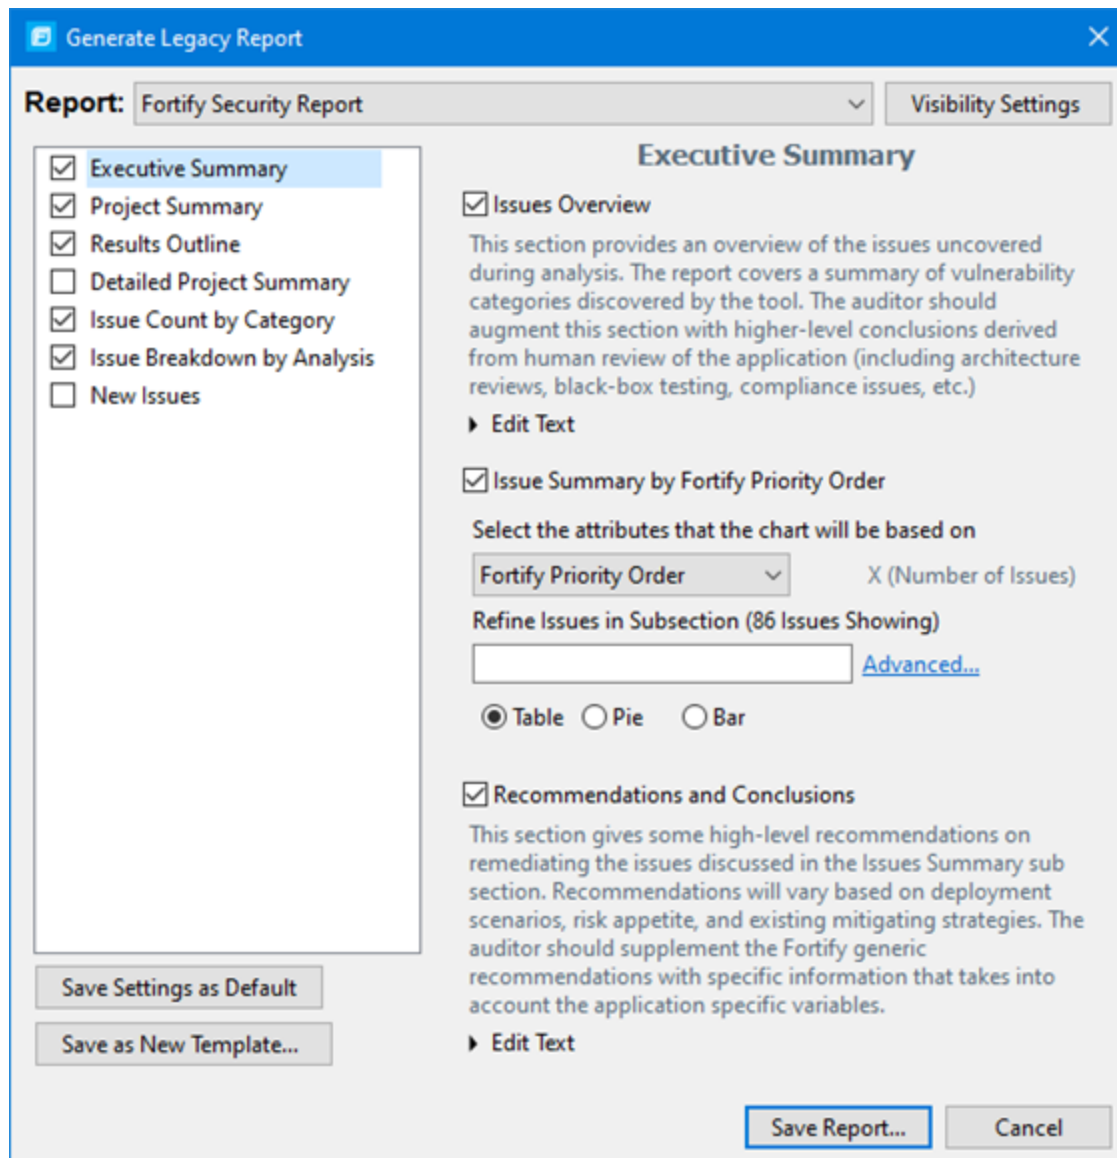 Generate Legacy Report
Report: Fortify Security Report
Visibility Settings
Executive Summary
Project Summary
Results Outline
Detailed Project Summary
Issue Count by Category
Issue Breakdown by Analysis
New Issues
Save Settings as Default
Save as New Template...
Executive Summary
Issues Overview
This section provides an overview of the issues uncovered
during analysis. The report covers a summary of vulnerability
categories discovered by the tool. The auditor should
augment this section with higher-level conclusions derived
from human review of the application (including architecture
reviews, black-box testing, compliance issues, etc.)
Edit Text
Issue Summary by Fortify Priority Order
Select the attributes that the chart will be based on
Fortify Priority Order X (Number of Issues)
Refine Issues in Subsection (86 Issues Showing)
Advanced...
Table Pie Bar
Recommendations and Conclusions
This section gives some high-level recommendations on
remediating the issues discussed in the Issues Summary sub
section. Recommendations will vary based on deployment
scenarios, risk appetite, and existing mitigating strategies. The
auditor should supplement the Fortify generic
recommendations with specific information that takes into
account the application specific variables.
Edit Text
Save Report... Cancel